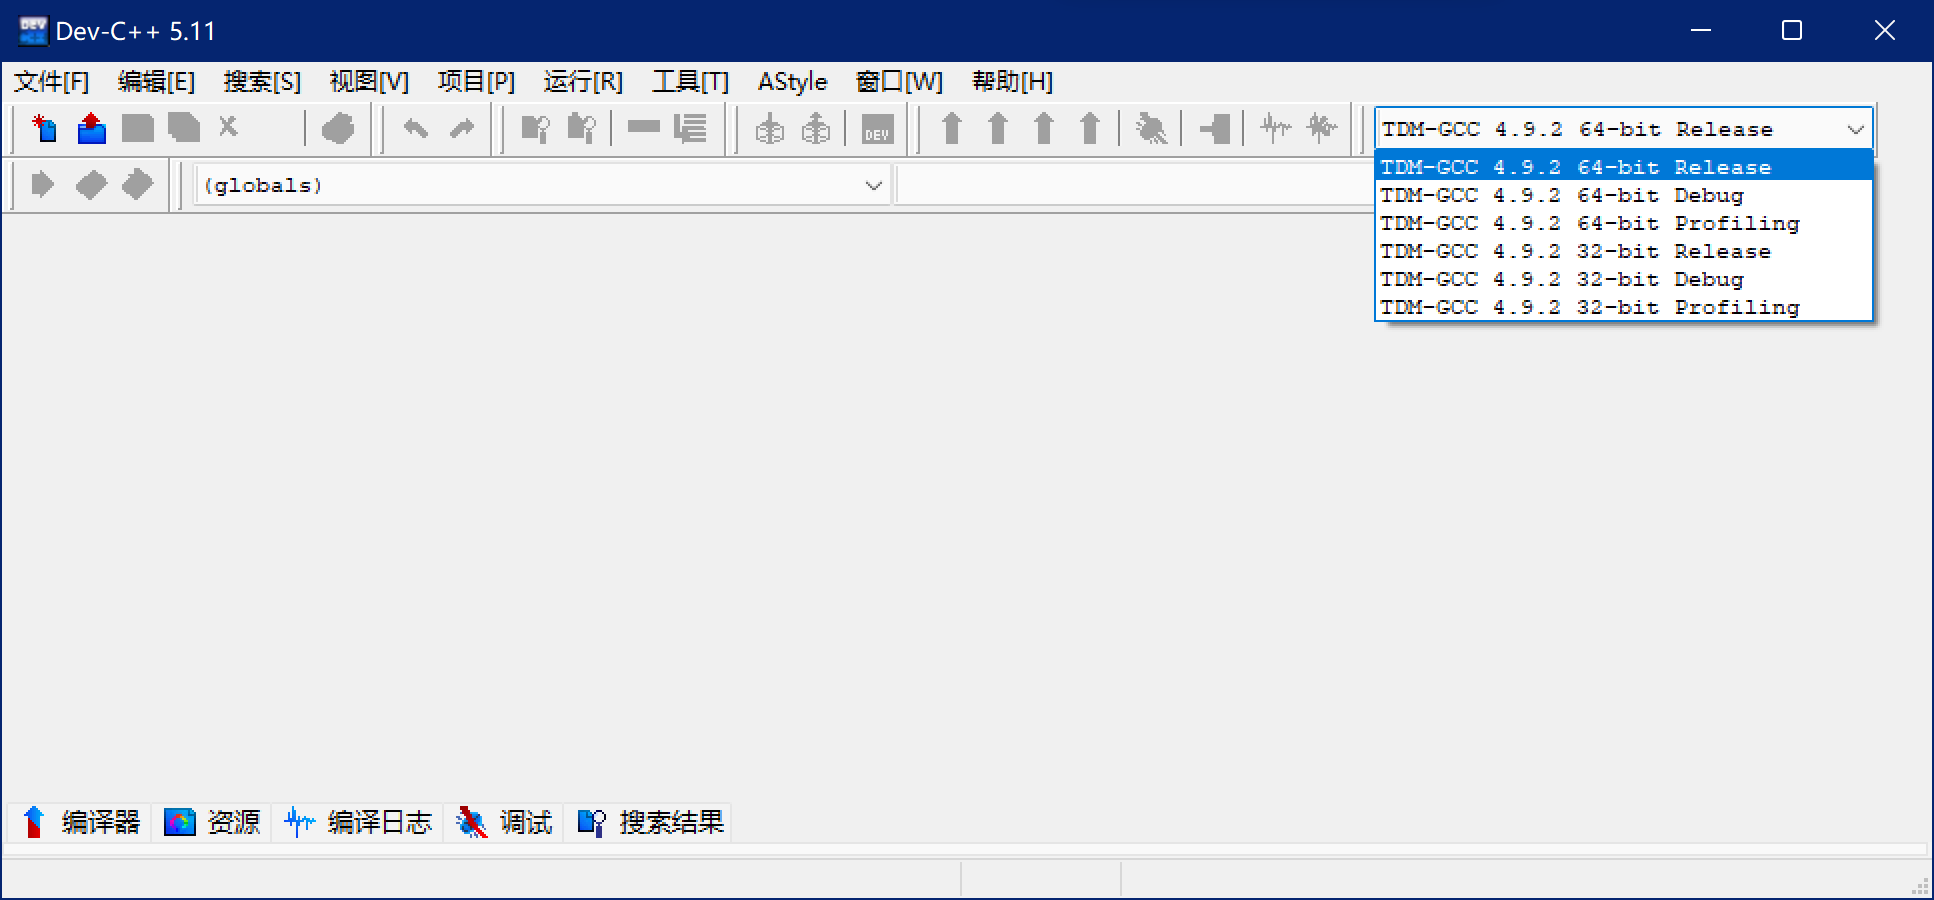 Dev-C++ 5.11
文件[F] 编辑[E] 搜索[S] 视图[V] 项目[P] 运行[R] 工具[T] AStyle 窗口[W] 帮助[H]
DEV
TDM-GCC 4.9.2 64-bit Release
(globals)
TDM-GCC 4.9.2 64-bit Release
TDM-GCC 4.9.2 64-bit Debug
TDM-GCC 4.9.2 64-bit Profiling
TDM-GCC 4.9.2 32-bit Release
TDM-GCC 4.9.2 32-bit Debug
TDM-GCC 4.9.2 32-bit Profiling
编译器 资源 编译日志 调试 搜索结果